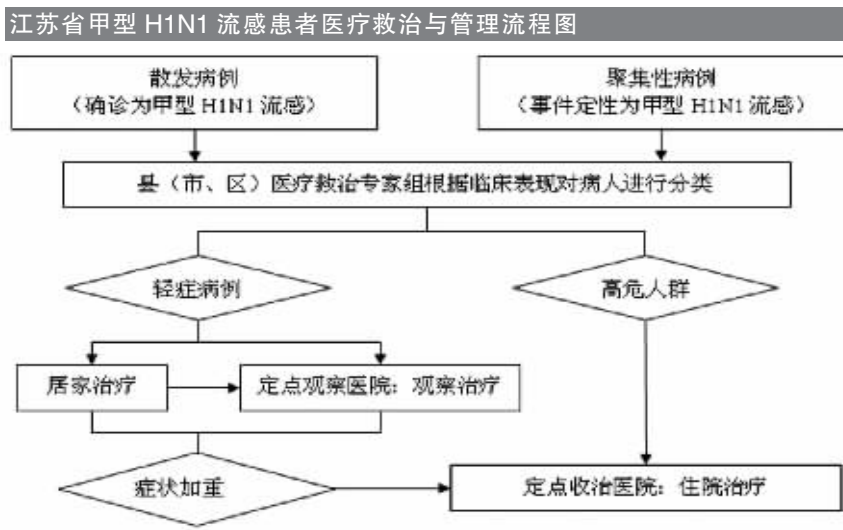 江苏省甲型 H1N1 流感患者医疗救治与管理流程图
散发病例
（确诊为甲型 H1N1 流感）
聚集性病例
（事件定性为甲型 H1N1 流感）
县（市、区）医疗救治专家组根据临床表现对病人进行分类
轻症病例
高危人群
居家治疗
定点观察医院：观察治疗
症状加重
定点收治医院：住院治疗